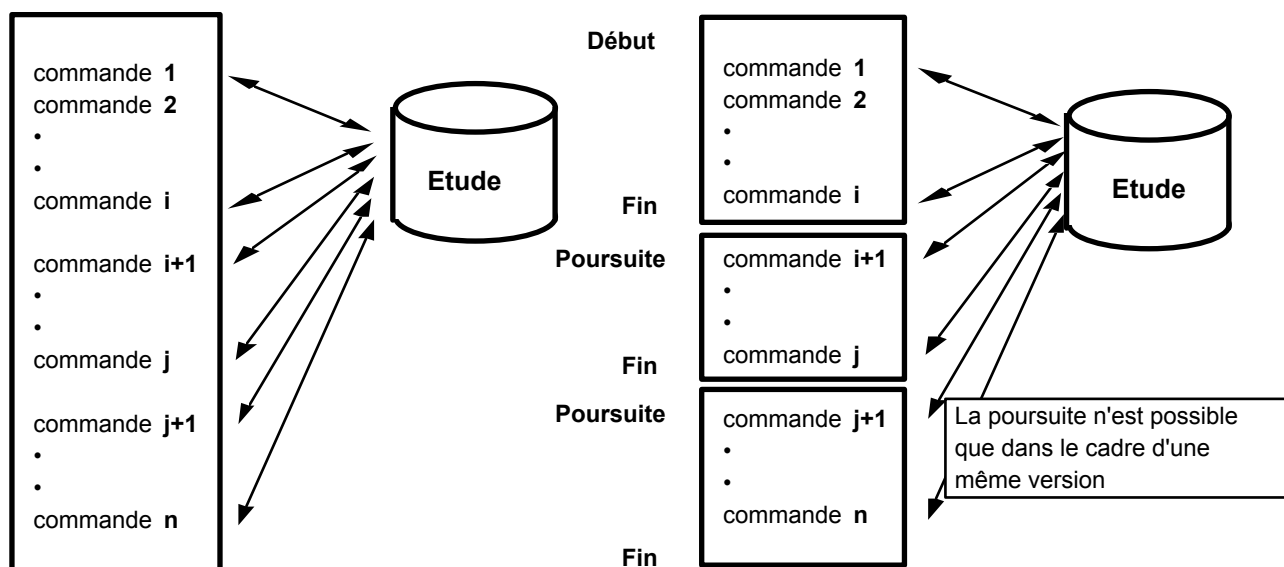 commande 1
commande 2
•
•
commande i
commande i+1
•
•
commande j
commande j+1
•
•
commande n
Etude
Début
commande 1
commande 2
•
•
commande i
Fin
Poursuite
commande i+1
•
•
commande j
Fin
Poursuite
commande j+1
•
•
commande n
Fin
Etude
La poursuite n'est possible
que dans le cadre d'une
même version